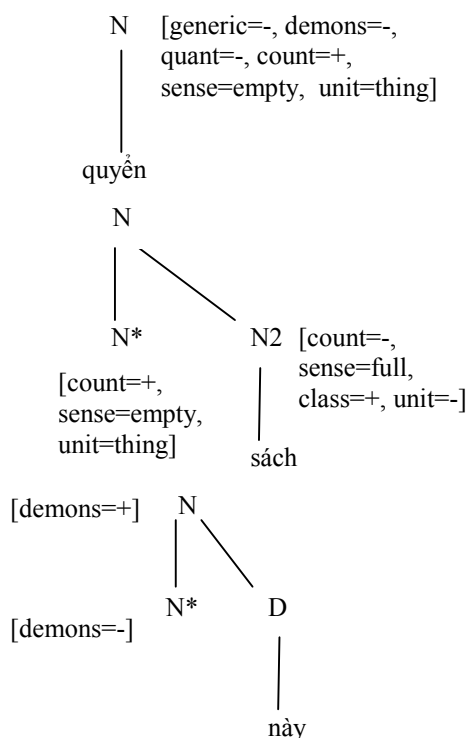 N [generic=-, demons=-,
quant=-, count=+,
sense=empty, unit=thing]
quyển
N
N* N2 [count=-,
sense=full,
class=+, unit=-]
[count=+,
sense=empty,
unit=thing]
sách
[demons=+] N
[demons=-] N* D
này